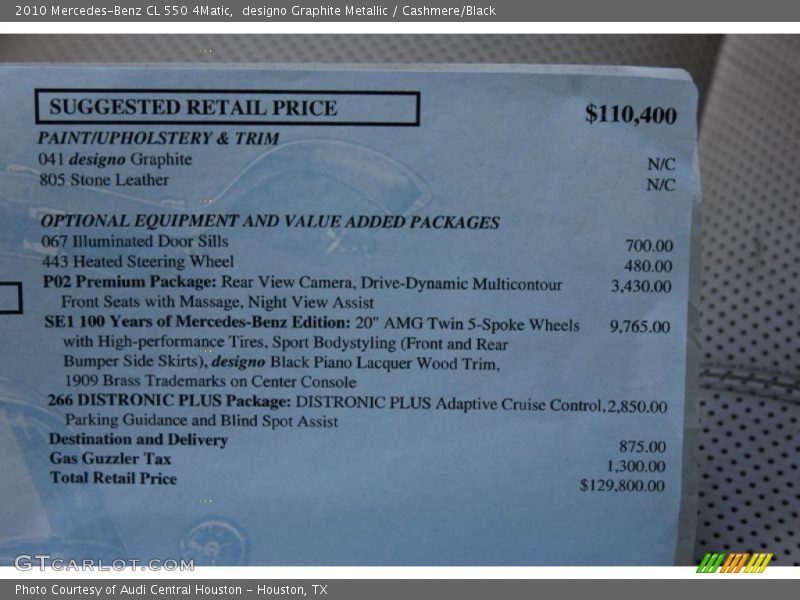 2010 Mercedes-Benz CL 550 4Matic,  designo Graphite Metallic / Cashmere/Black
SUGGESTED RETAIL PRICE $110,400
PAINT/UPHOLSTERY & TRIM
041 designo Graphite N/C
805 Stone Leather N/C
OPTIONAL EQUIPMENT AND VALUE ADDED PACKAGES
067 Illuminated Door Sills 700.00
443 Heated Steering Wheel 480.00
P02 Premium Package: Rear View Camera, Drive-Dynamic Multicontour 3,430.00
Front Seats with Massage, Night View Assist
SE1 100 Years of Mercedes-Benz Edition: 20" AMG Twin 5-Spoke Wheels 9,765.00
with High-performance Tires, Sport Bodystyling (Front and Rear
Bumper Side Skirts), designo Black Piano Lacquer Wood Trim,
1909 Brass Trademarks on Center Console
266 DISTRONIC PLUS Package: DISTRONIC PLUS Adaptive Cruise Control, 2,850.00
Parking Guidance and Blind Spot Assist
Destination and Delivery 875.00
Gas Guzzler Tax 1,300.00
Total Retail Price $129,800.00
GTCARLOT.COM
Photo Courtesy of Audi Central Houston - Houston, TX